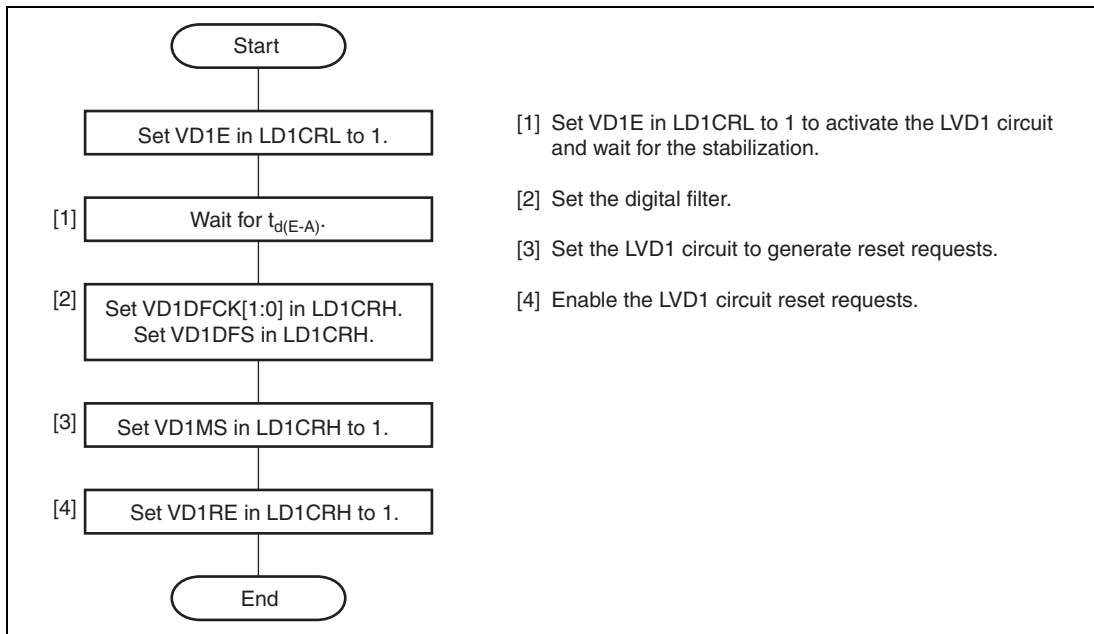 Start
Set VD1E in LD1CRL to 1.
[1] Wait for td(E-A).
[2] Set VD1DFCK[1:0] in LD1CRH.
Set VD1DFS in LD1CRH.
[3] Set VD1MS in LD1CRH to 1.
[4] Set VD1RE in LD1CRH to 1.
End
[1] Set VD1E in LD1CRL to 1 to activate the LVD1 circuit
and wait for the stabilization.
[2] Set the digital filter.
[3] Set the LVD1 circuit to generate reset requests.
[4] Enable the LVD1 circuit reset requests.